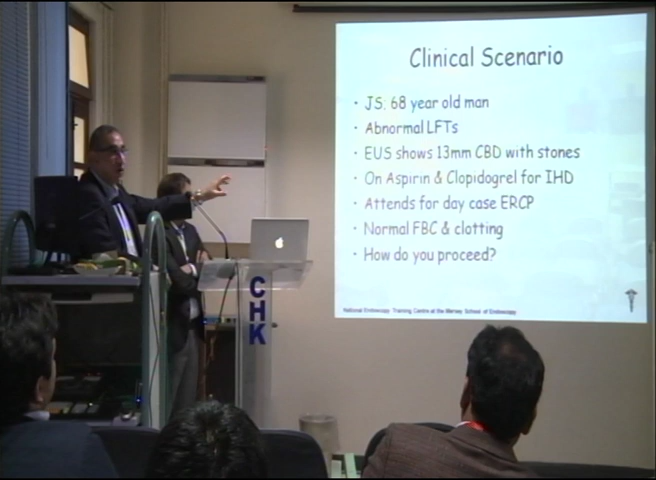 Clinical Scenario
• JS: 68 year old man
• Abnormal LFTs
• EUS shows 13mm CBD with stones
• On Aspirin & Clopidogrel for IHD
• Attends for day case ERCP
• Normal FBC & clotting
• How do you proceed?
National Endoscopy Training Centre at the Mersey School of Endoscopy
CHK